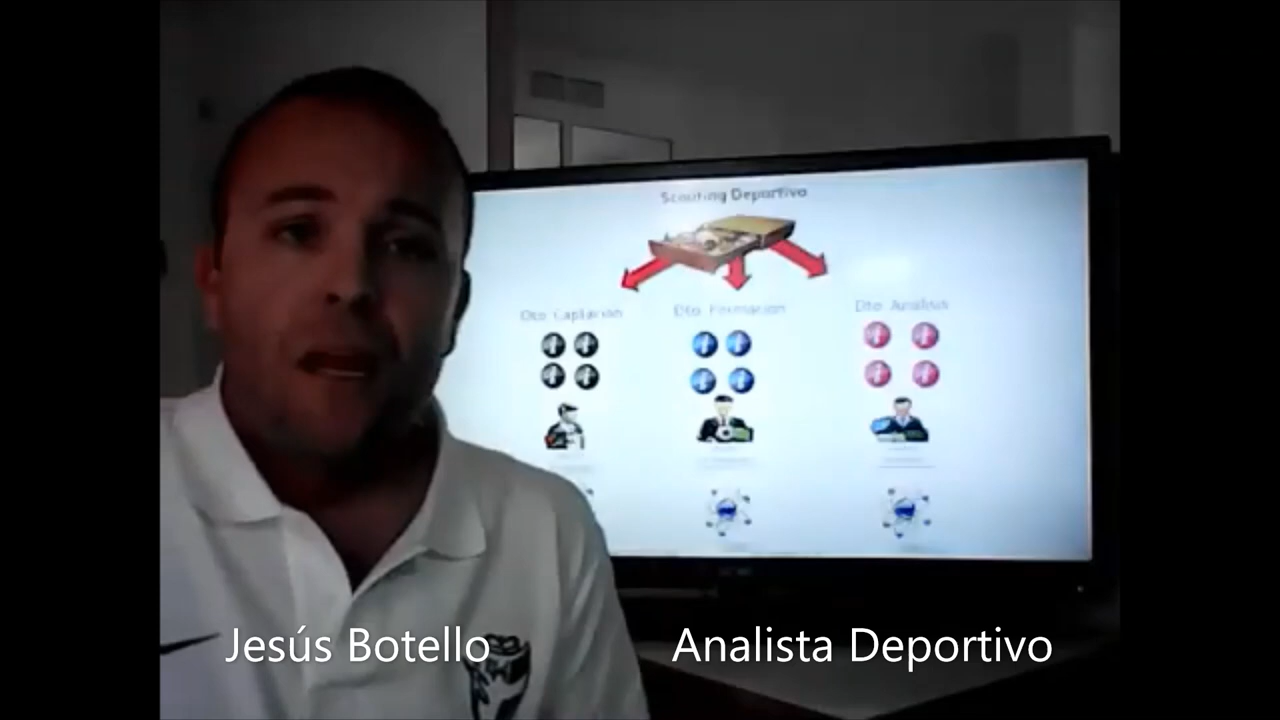 Scouting Deportivo
Dto Captacion
Dto Formacion
Dto Analisis
Jesús Botello
Analista Deportivo